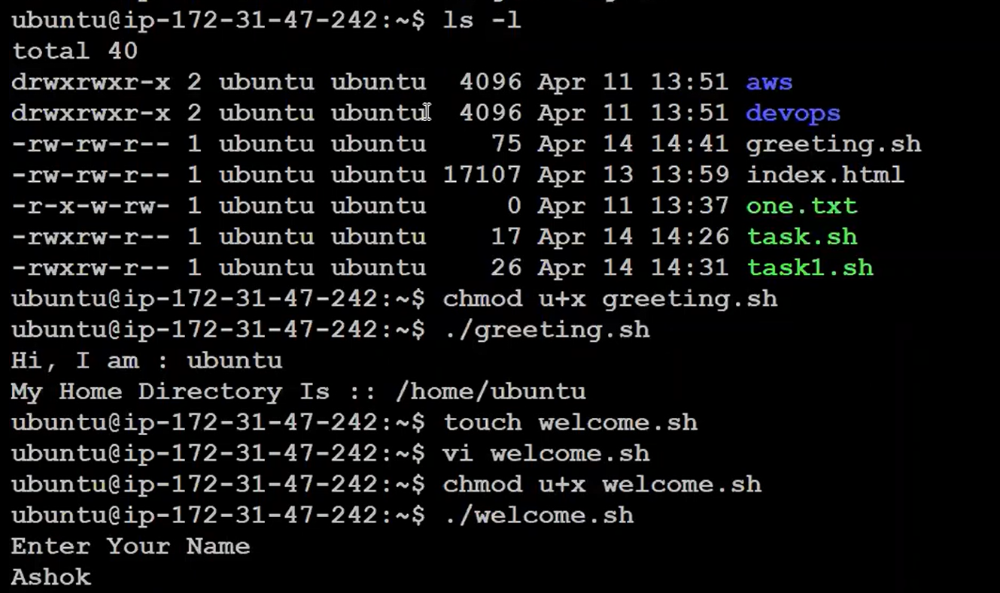 ubuntu@ip-172-31-47-242:~$ ls -l
total 40
drwxrwxr-x 2 ubuntu ubuntu  4096 Apr 11 13:51 aws
drwxrwxr-x 2 ubuntu ubuntu  4096 Apr 11 13:51 devops
-rw-rw-r-- 1 ubuntu ubuntu    75 Apr 14 14:41 greeting.sh
-rw-rw-r-- 1 ubuntu ubuntu 17107 Apr 13 13:59 index.html
-r-x-w-rw- 1 ubuntu ubuntu     0 Apr 11 13:37 one.txt
-rwxrw-r-- 1 ubuntu ubuntu    17 Apr 14 14:26 task.sh
-rwxrw-r-- 1 ubuntu ubuntu    26 Apr 14 14:31 task1.sh
ubuntu@ip-172-31-47-242:~$ chmod u+x greeting.sh
ubuntu@ip-172-31-47-242:~$ ./greeting.sh
Hi, I am : ubuntu
My Home Directory Is :: /home/ubuntu
ubuntu@ip-172-31-47-242:~$ touch welcome.sh
ubuntu@ip-172-31-47-242:~$ vi welcome.sh
ubuntu@ip-172-31-47-242:~$ chmod u+x welcome.sh
ubuntu@ip-172-31-47-242:~$ ./welcome.sh
Enter Your Name
Ashok